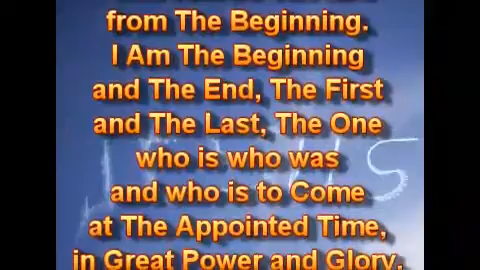 from The Beginning.
I Am The Beginning
and The End, The First
and The Last, The One
who is who was
and who is to Come
at The Appointed Time,
in Great Power and Glory.